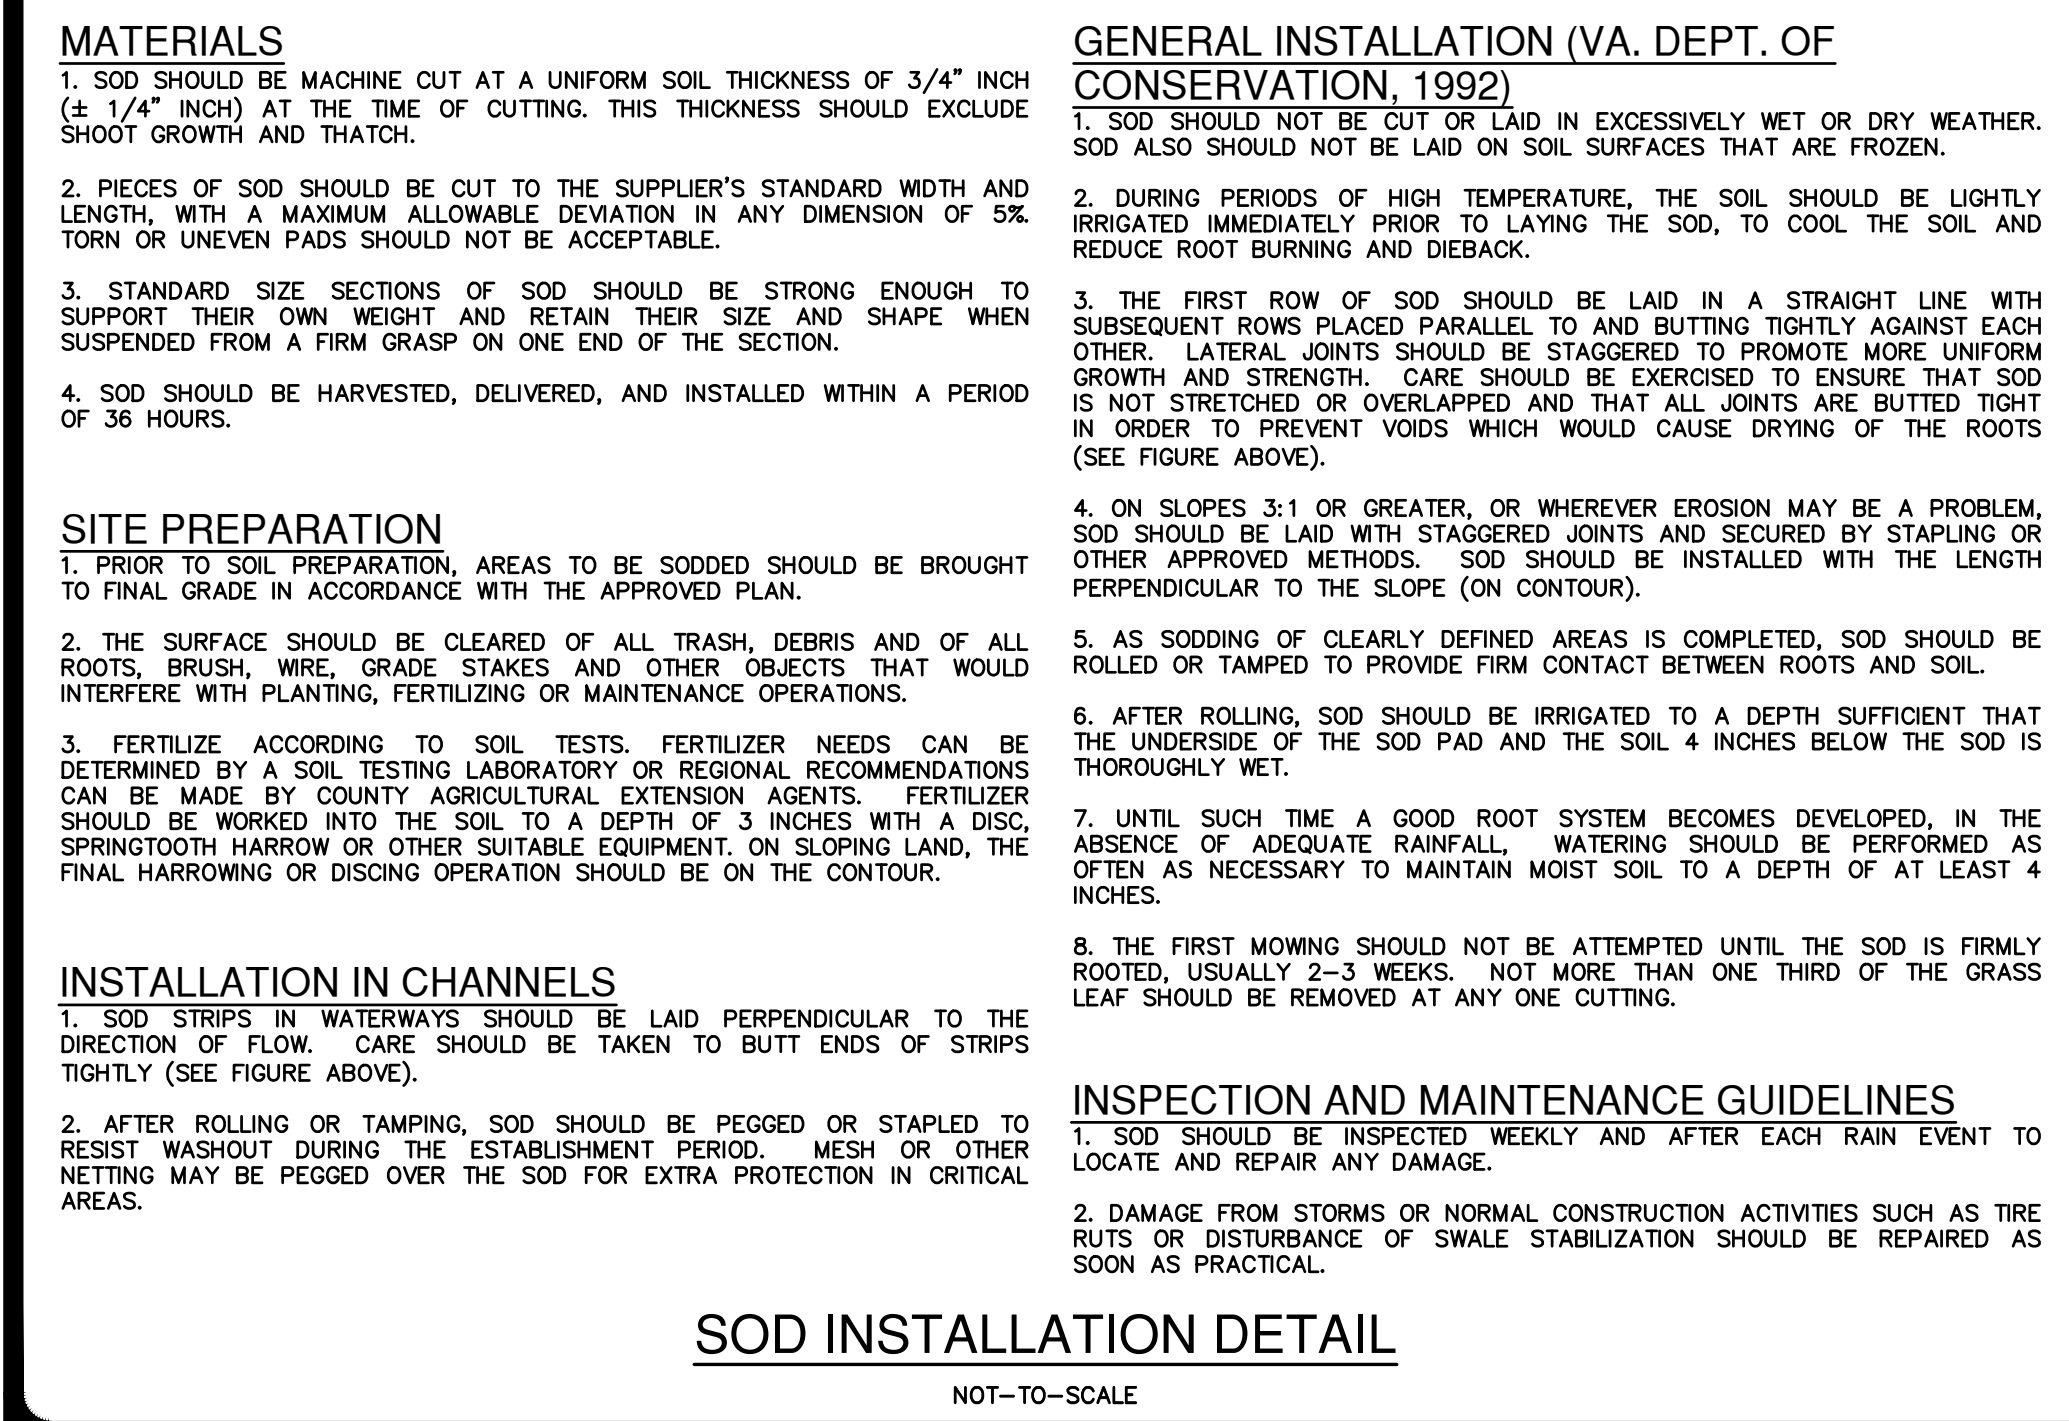 MATERIALS
1. SOD SHOULD BE MACHINE CUT AT A UNIFORM SOIL THICKNESS OF 3/4" INCH
(± 1/4" INCH) AT THE TIME OF CUTTING. THIS THICKNESS SHOULD EXCLUDE
SHOOT GROWTH AND THATCH.
2. PIECES OF SOD SHOULD BE CUT TO THE SUPPLIER'S STANDARD WIDTH AND
LENGTH, WITH A MAXIMUM ALLOWABLE DEVIATION IN ANY DIMENSION OF 5%.
TORN OR UNEVEN PADS SHOULD NOT BE ACCEPTABLE.
3. STANDARD SIZE SECTIONS OF SOD SHOULD BE STRONG ENOUGH TO
SUPPORT THEIR OWN WEIGHT AND RETAIN THEIR SIZE AND SHAPE WHEN
SUSPENDED FROM A FIRM GRASP ON ONE END OF THE SECTION.
4. SOD SHOULD BE HARVESTED, DELIVERED, AND INSTALLED WITHIN A PERIOD
OF 36 HOURS.
SITE PREPARATION
1. PRIOR TO SOIL PREPARATION, AREAS TO BE SODDED SHOULD BE BROUGHT
TO FINAL GRADE IN ACCORDANCE WITH THE APPROVED PLAN.
2. THE SURFACE SHOULD BE CLEARED OF ALL TRASH, DEBRIS AND OF ALL
ROOTS, BRUSH, WIRE, GRADE STAKES AND OTHER OBJECTS THAT WOULD
INTERFERE WITH PLANTING, FERTILIZING OR MAINTENANCE OPERATIONS.
3. FERTILIZE ACCORDING TO SOIL TESTS. FERTILIZER NEEDS CAN BE
DETERMINED BY A SOIL TESTING LABORATORY OR REGIONAL RECOMMENDATIONS
CAN BE MADE BY COUNTY AGRICULTURAL EXTENSION AGENTS. FERTILIZER
SHOULD BE WORKED INTO THE SOIL TO A DEPTH OF 3 INCHES WITH A DISC,
SPRINGTOOTH HARROW OR OTHER SUITABLE EQUIPMENT. ON SLOPING LAND, THE
FINAL HARROWING OR DISCING OPERATION SHOULD BE ON THE CONTOUR.
INSTALLATION IN CHANNELS
1. SOD STRIPS IN WATERWAYS SHOULD BE LAID PERPENDICULAR TO THE
DIRECTION OF FLOW. CARE SHOULD BE TAKEN TO BUTT ENDS OF STRIPS
TIGHTLY (SEE FIGURE ABOVE).
2. AFTER ROLLING OR TAMPING, SOD SHOULD BE PEGGED OR STAPLED TO
RESIST WASHOUT DURING THE ESTABLISHMENT PERIOD. MESH OR OTHER
NETTING MAY BE PEGGED OVER THE SOD FOR EXTRA PROTECTION IN CRITICAL
AREAS.
GENERAL INSTALLATION (VA. DEPT. OF
CONSERVATION, 1992)
1. SOD SHOULD NOT BE CUT OR LAID IN EXCESSIVELY WET OR DRY WEATHER.
SOD ALSO SHOULD NOT BE LAID ON SOIL SURFACES THAT ARE FROZEN.
2. DURING PERIODS OF HIGH TEMPERATURE, THE SOIL SHOULD BE LIGHTLY
IRRIGATED IMMEDIATELY PRIOR TO LAYING THE SOD, TO COOL THE SOIL AND
REDUCE ROOT BURNING AND DIEBACK.
3. THE FIRST ROW OF SOD SHOULD BE LAID IN A STRAIGHT LINE WITH
SUBSEQUENT ROWS PLACED PARALLEL TO AND BUTTING TIGHTLY AGAINST EACH
OTHER. LATERAL JOINTS SHOULD BE STAGGERED TO PROMOTE MORE UNIFORM
GROWTH AND STRENGTH. CARE SHOULD BE EXERCISED TO ENSURE THAT SOD
IS NOT STRETCHED OR OVERLAPPED AND THAT ALL JOINTS ARE BUTTED TIGHT
IN ORDER TO PREVENT VOIDS WHICH WOULD CAUSE DRYING OF THE ROOTS
(SEE FIGURE ABOVE).
4. ON SLOPES 3:1 OR GREATER, OR WHEREVER EROSION MAY BE A PROBLEM,
SOD SHOULD BE LAID WITH STAGGERED JOINTS AND SECURED BY STAPLING OR
OTHER APPROVED METHODS. SOD SHOULD BE INSTALLED WITH THE LENGTH
PERPENDICULAR TO THE SLOPE (ON CONTOUR).
5. AS SODDING OF CLEARLY DEFINED AREAS IS COMPLETED, SOD SHOULD BE
ROLLED OR TAMPED TO PROVIDE FIRM CONTACT BETWEEN ROOTS AND SOIL.
6. AFTER ROLLING, SOD SHOULD BE IRRIGATED TO A DEPTH SUFFICIENT THAT
THE UNDERSIDE OF THE SOD PAD AND THE SOIL 4 INCHES BELOW THE SOD IS
THOROUGHLY WET.
7. UNTIL SUCH TIME A GOOD ROOT SYSTEM BECOMES DEVELOPED, IN THE
ABSENCE OF ADEQUATE RAINFALL, WATERING SHOULD BE PERFORMED AS
OFTEN AS NECESSARY TO MAINTAIN MOIST SOIL TO A DEPTH OF AT LEAST 4
INCHES.
8. THE FIRST MOWING SHOULD NOT BE ATTEMPTED UNTIL THE SOD IS FIRMLY
ROOTED, USUALLY 2-3 WEEKS. NOT MORE THAN ONE THIRD OF THE GRASS
LEAF SHOULD BE REMOVED AT ANY ONE CUTTING.
INSPECTION AND MAINTENANCE GUIDELINES
1. SOD SHOULD BE INSPECTED WEEKLY AND AFTER EACH RAIN EVENT TO
LOCATE AND REPAIR ANY DAMAGE.
2. DAMAGE FROM STORMS OR NORMAL CONSTRUCTION ACTIVITIES SUCH AS TIRE
RUTS OR DISTURBANCE OF SWALE STABILIZATION SHOULD BE REPAIRED AS
SOON AS PRACTICAL.
SOD INSTALLATION DETAIL
NOT-TO-SCALE